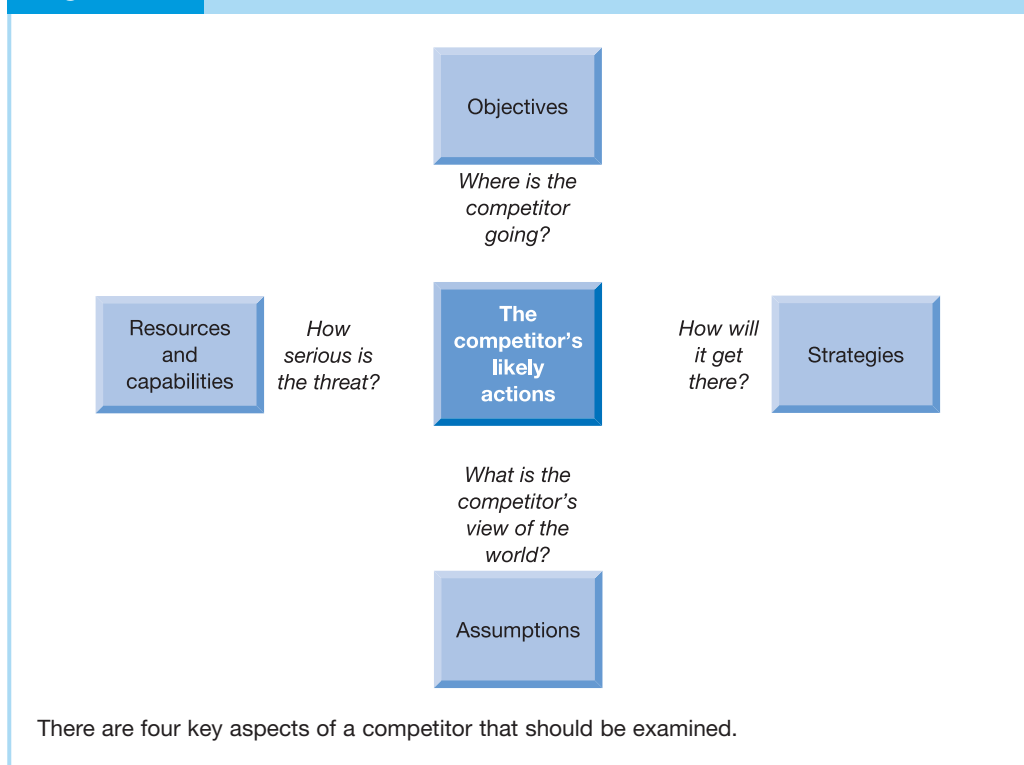 Objectives
Where is the
competitor
going?
Resources
and
capabilities
How
serious is
the threat?
The
competitor’s
likely
actions
How will
it get
there?
Strategies
What is the
competitor’s
view of the
world?
Assumptions
There are four key aspects of a competitor that should be examined.